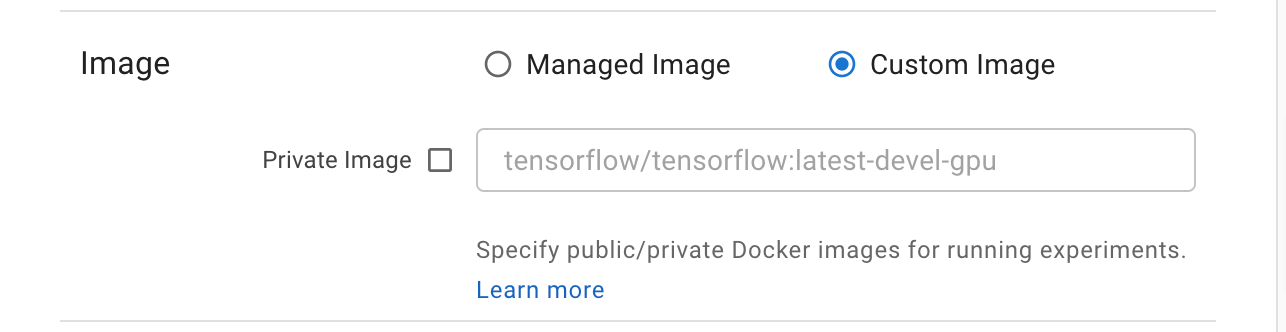 Image
Managed Image
Custom Image
Private Image
tensorflow/tensorflow:latest-devel-gpu
Specify public/private Docker images for running experiments.
Learn more